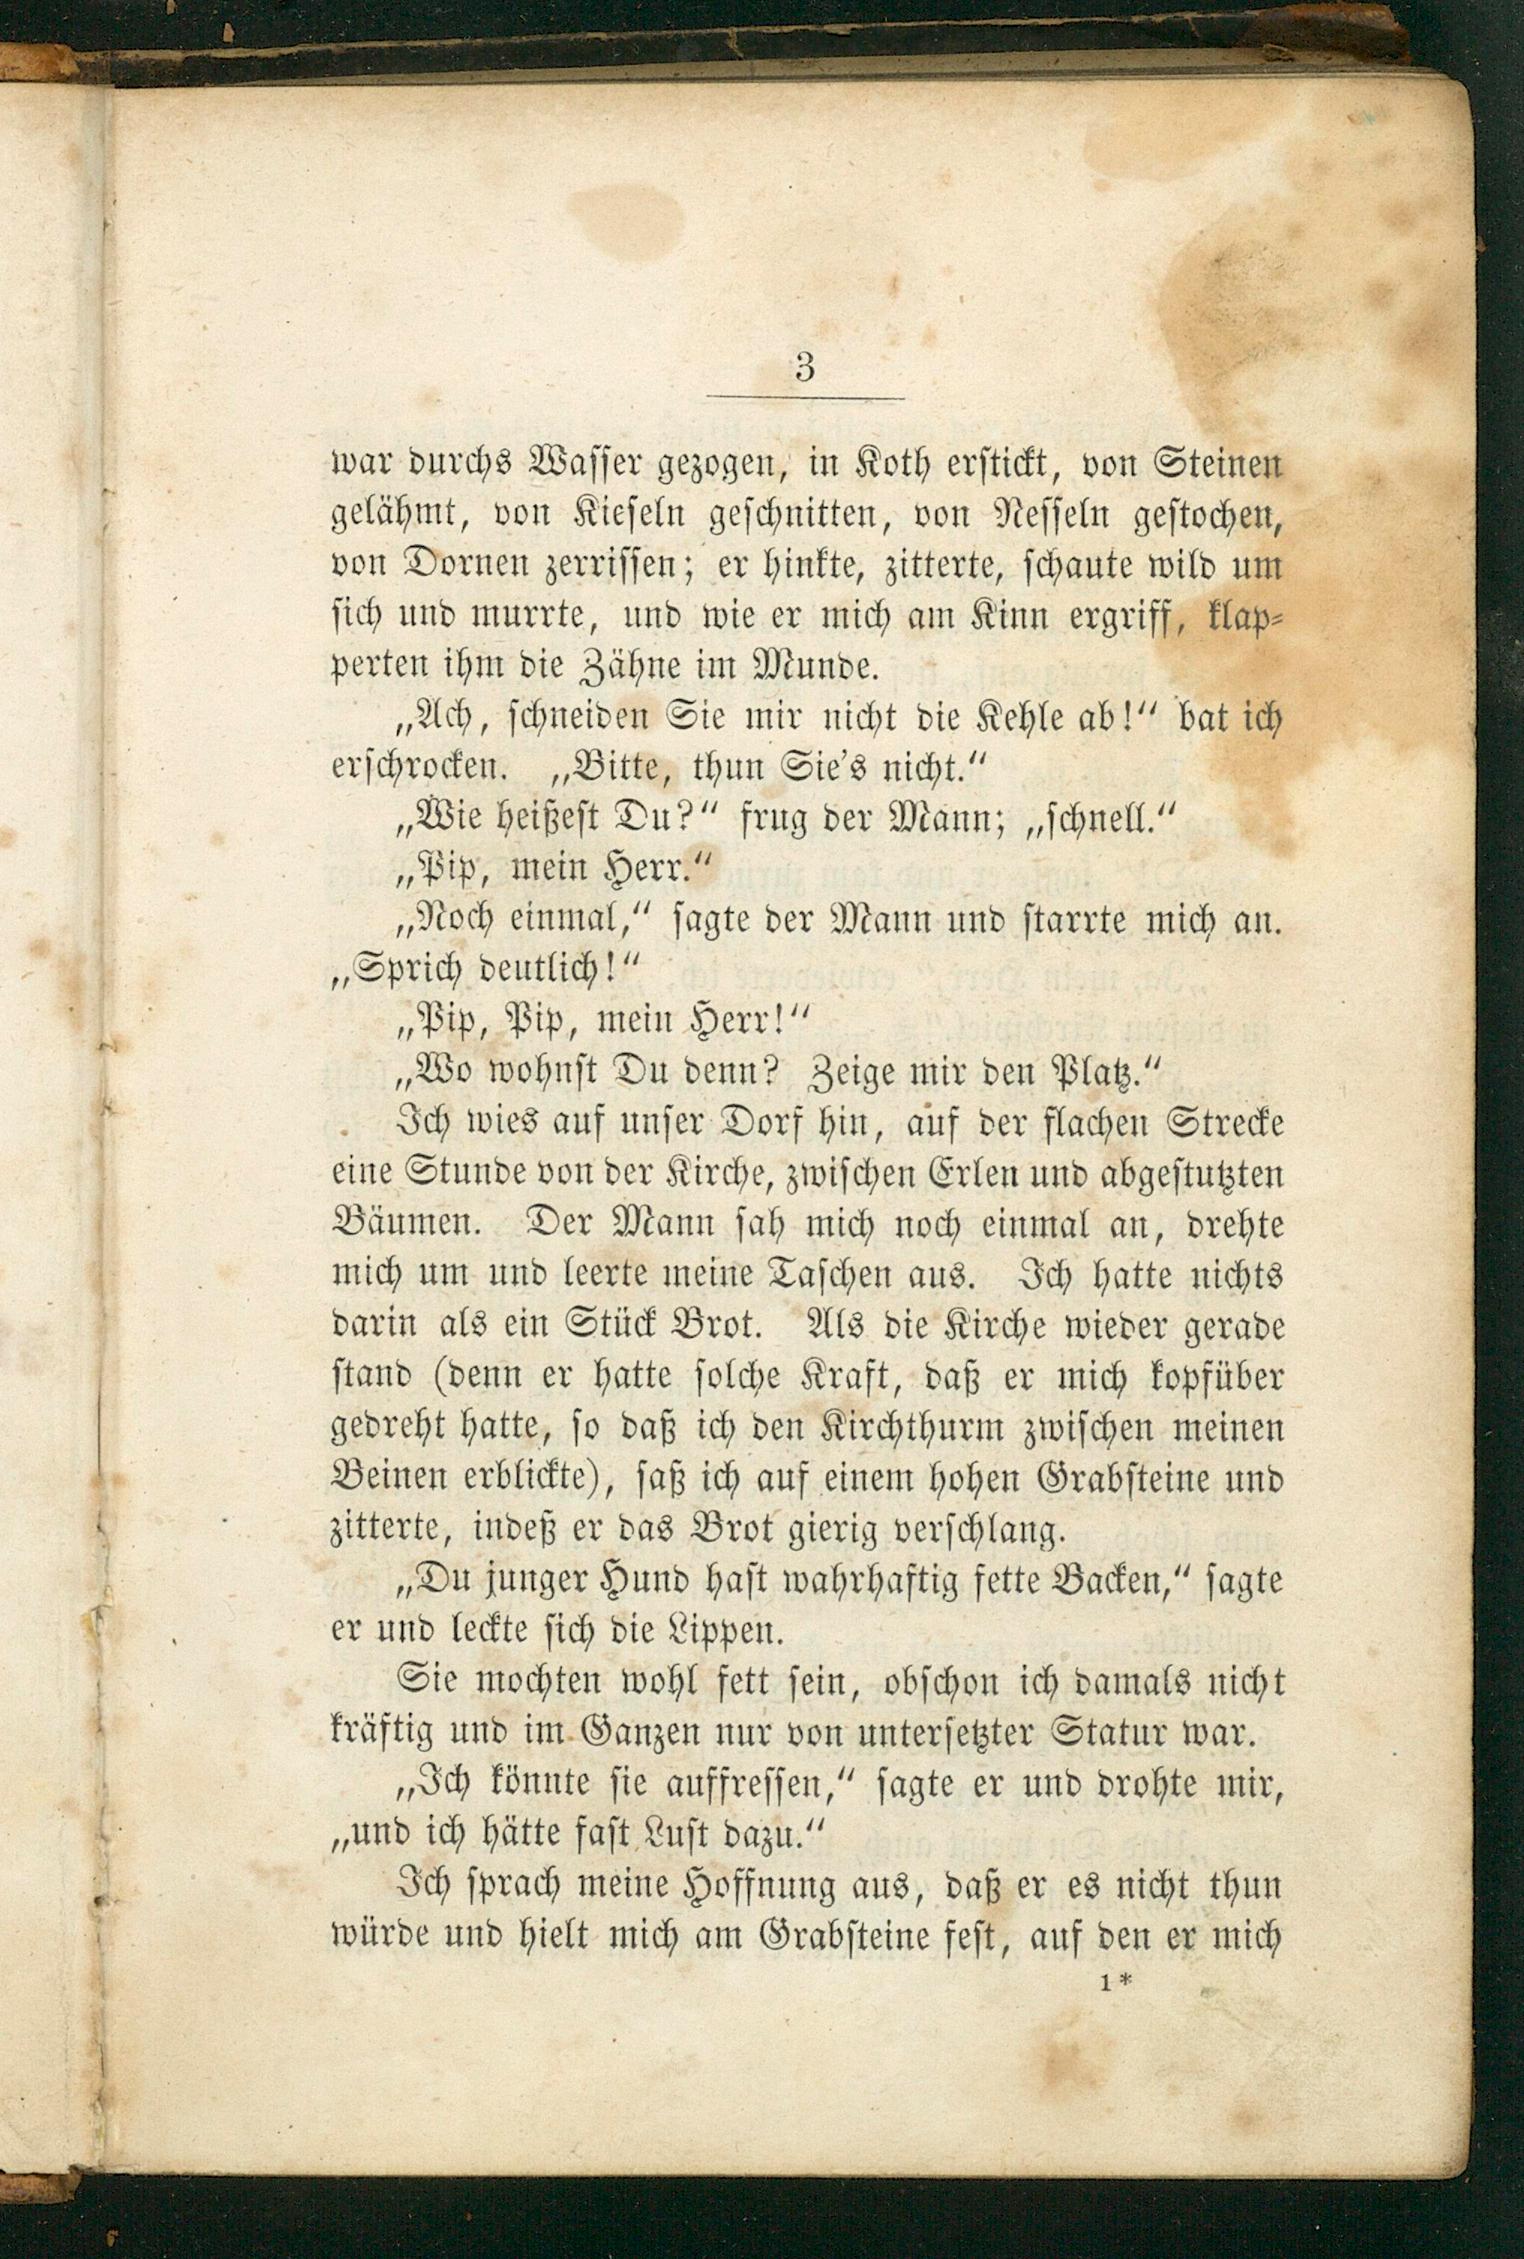 3
war durchs Wasser gezogen, in Koth erstickt, von Steinen
gelähmt, von Kieseln geschnitten, von Nesseln gestochen,
von Dornen zerrissen; er hinkte, zitterte, schaute wild um
sich und murrte, und wie er mich am Kinn ergriff, klap-
perten ihm die Zähne im Munde.
„Ach, schneiden Sie mir nicht die Kehle ab!“ bat ich
erschrocken. „Bitte, thun Sie's nicht.“
„Wie heißest Du?“ frug der Mann; „schnell.“
„Pip, mein Herr.“
„Noch einmal,“ sagte der Mann und starrte mich an.
„Sprich deutlich!“
„Pip, Pip, mein Herr!“
„Wo wohnst Du denn? Zeige mir den Platz.“
Ich wies auf unser Dorf hin, auf der flachen Strecke
eine Stunde von der Kirche, zwischen Erlen und abgestutzten
Bäumen. Der Mann sah mich noch einmal an, drehte
mich um und leerte meine Taschen aus. Ich hatte nichts
darin als ein Stück Brot. Als die Kirche wieder gerade
stand (denn er hatte solche Kraft, daß er mich kopfüber
gedreht hatte, so daß ich den Kirchthurm zwischen meinen
Beinen erblickte), saß ich auf einem hohen Grabsteine und
zitterte, indeß er das Brot gierig verschlang.
„Du junger Hund hast wahrhaftig fette Backen,“ sagte
er und leckte sich die Lippen.
Sie mochten wohl fett sein, obschon ich damals nicht
kräftig und im Ganzen nur von untersetzter Statur war.
„Ich könnte sie auffressen,“ sagte er und drohte mir,
„und ich hätte fast Lust dazu.“
Ich sprach meine Hoffnung aus, daß er es nicht thun
würde und hielt mich am Grabsteine fest, auf den er mich
1*